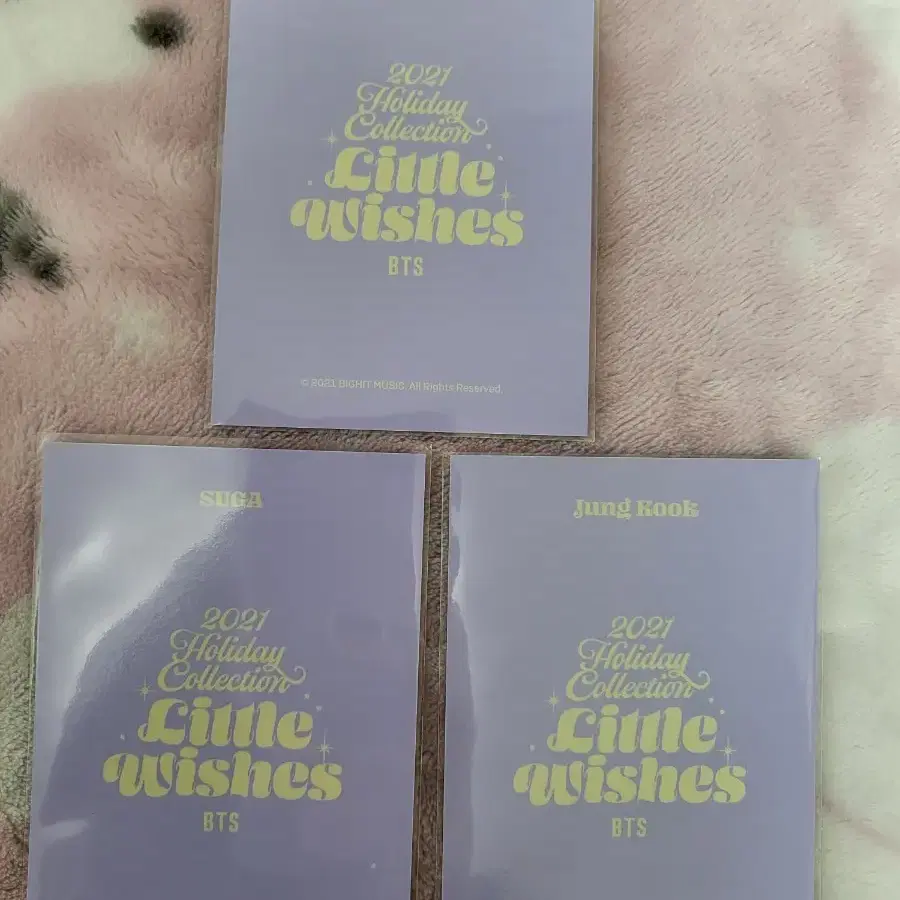 2021
Holiday
Collection
Little
Wishes
BTS
© 2021 BIGHIT MUSIC. All Rights Reserved.
SUGA
2021
Holiday
Collection
Little
Wishes
BTS
Jung Kook
2021
Holiday
Collection
Little
Wishes
BTS